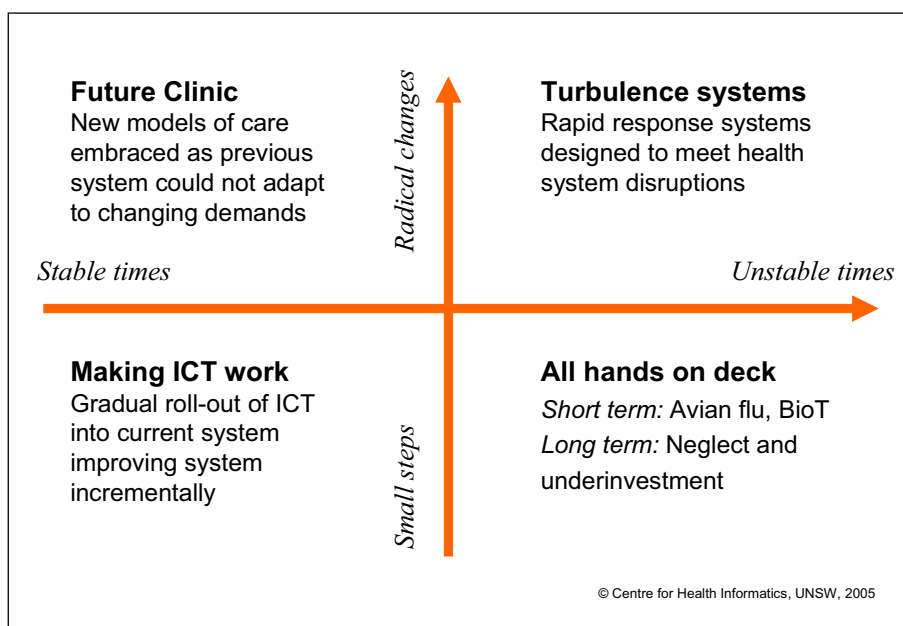 Future Clinic
New models of care
embraced as previous
system could not adapt
to changing demands
Radical changes
Turbulence systems
Rapid response systems
designed to meet health
system disruptions
Stable times
Unstable times
Making ICT work
Gradual roll-out of ICT
into current system
improving system
incrementally
Small steps
All hands on deck
Short term: Avian flu, BioT
Long term: Neglect and
underinvestment
© Centre for Health Informatics, UNSW, 2005